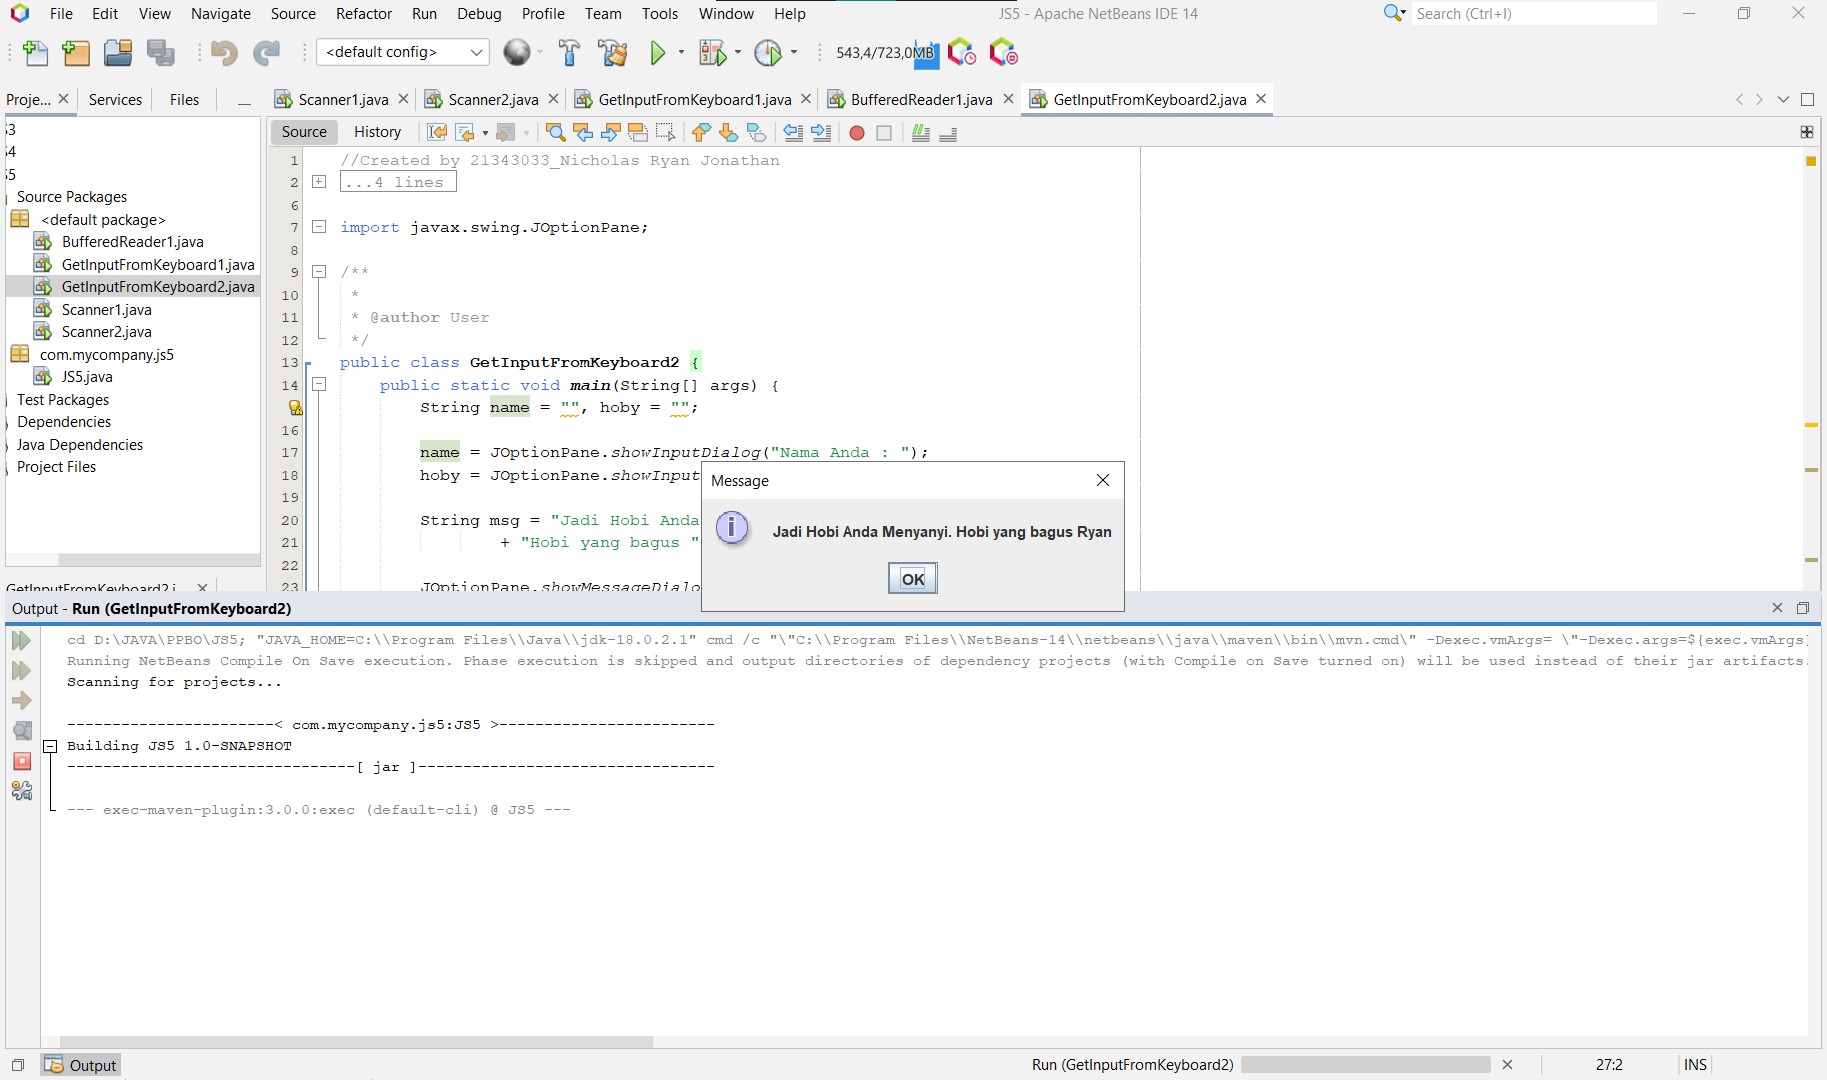 File Edit View Navigate Source Refactor Run Debug Profile Team Tools Window Help
JS5 - Apache NetBeans IDE 14
Search (Ctrl+I)
<default config>
543,4/723,0MB
Proje...
Services
Files
Scanner1.java
Scanner2.java
GetInputFromKeyboard1.java
BufferedReader1.java
GetInputFromKeyboard2.java
Source Packages
<default package>
BufferedReader1.java
GetInputFromKeyboard1.java
GetInputFromKeyboard2.java
Scanner1.java
Scanner2.java
com.mycompany.js5
JS5.java
Test Packages
Dependencies
Java Dependencies
Project Files
Source History
1 //Created by 21343033_Nicholas Ryan Jonathan
2 ...4 lines
6
7 import javax.swing.JOptionPane;
8
9 /**
10 *
11 * @author User
12 */
13 public class GetInputFromKeyboard2 {
14 public static void main(String[] args) {
String name = "", hoby = "";
16
17 name = JOptionPane.showInputDialog("Nama Anda : ");
18 hoby = JOptionPane.showInput
19
20 String msg = "Jadi Hobi Anda
21 + "Hobi yang bagus "
22
23 JOptionPane.showMessageDialo
Message
Jadi Hobi Anda Menyanyi. Hobi yang bagus Ryan
OK
Output - Run (GetInputFromKeyboard2)
cd D:\JAVA\PPBO\JS5; "JAVA_HOME=C:\\Program Files\\Java\\jdk-18.0.2.1" cmd /c "\"C:\\Program Files\\NetBeans-14\\netbeans\\java\\maven\\bin\\mvn.cmd\" -Dexec.vmArgs= \"-Dexec.args=${exec.vmArgs}
Running NetBeans Compile On Save execution. Phase execution is skipped and output directories of dependency projects (with Compile on Save turned on) will be used instead of their jar artifacts.
Scanning for projects...
-----------------------< com.mycompany.js5:JS5 >------------------------
Building JS5 1.0-SNAPSHOT
--------------------------------[ jar ]---------------------------------
--- exec-maven-plugin:3.0.0:exec (default-cli) @ JS5 ---
Output
Run (GetInputFromKeyboard2)
27:2
INS